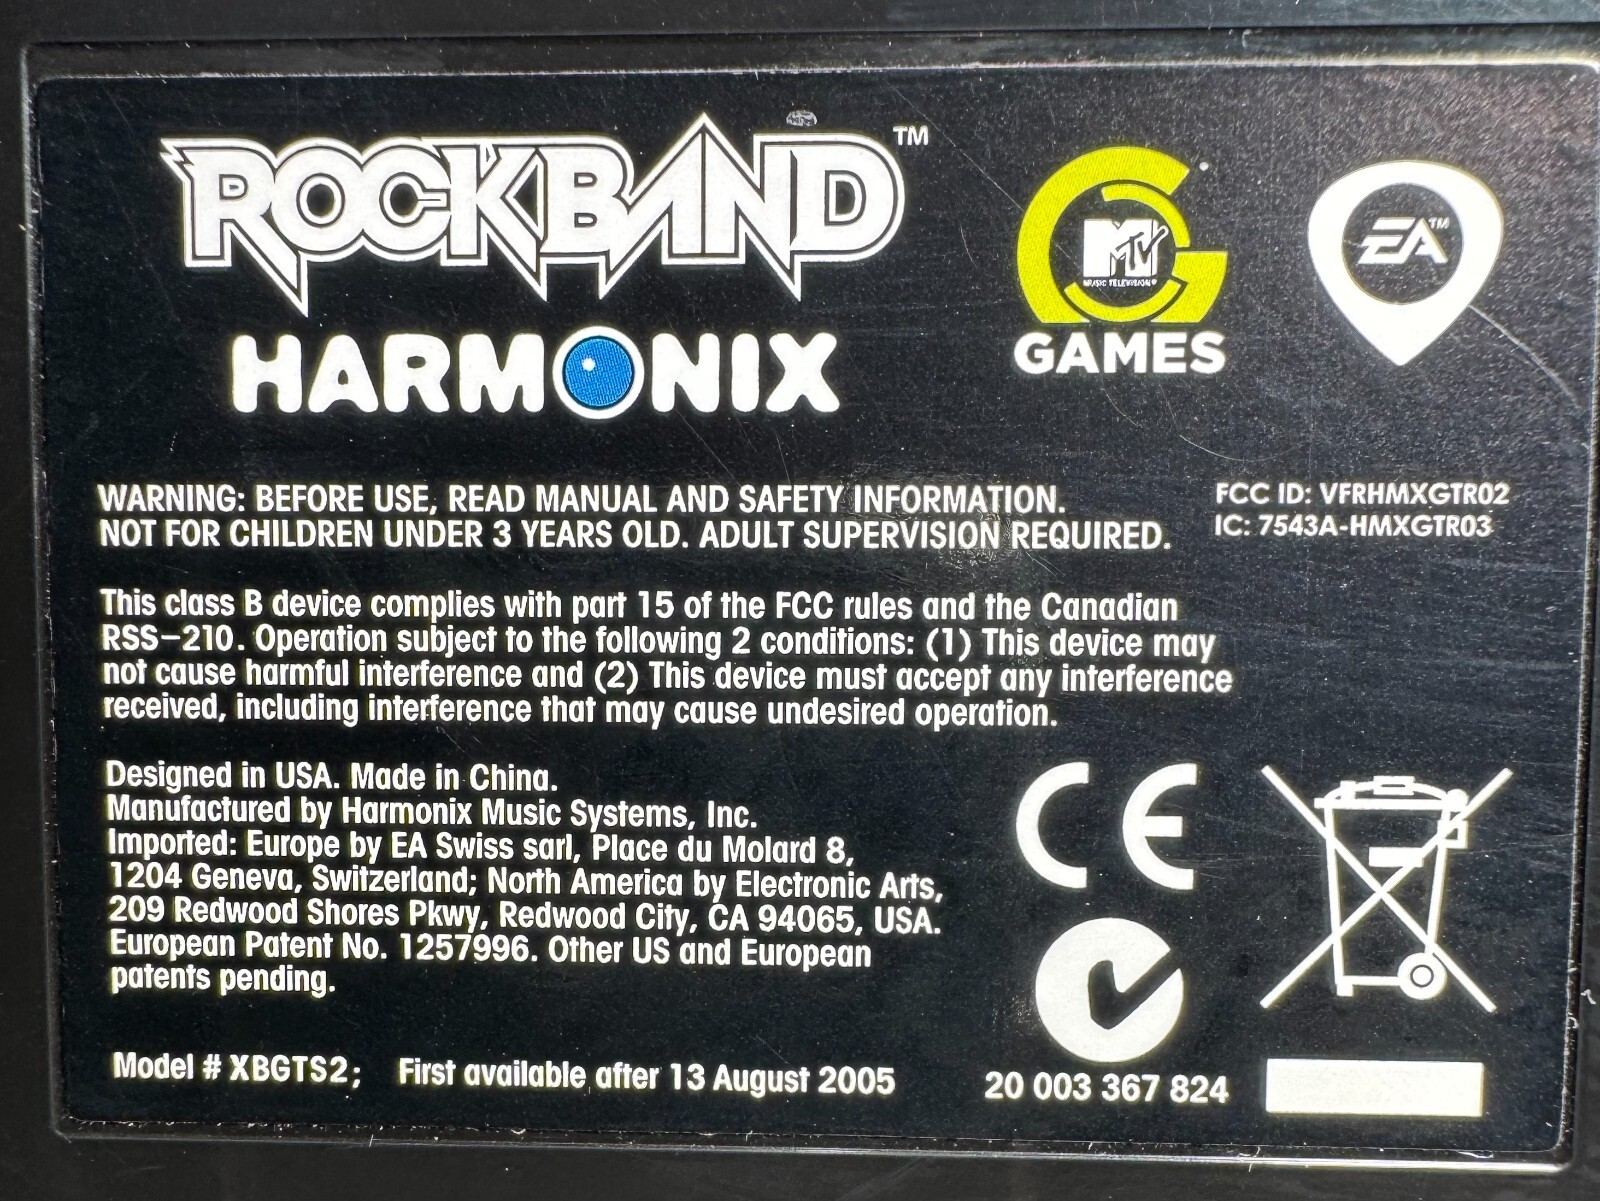 ROCKBAND™
HARMONIX
MTV
MUSIC TELEVISION®
GAMES
EA™
WARNING: BEFORE USE, READ MANUAL AND SAFETY INFORMATION.
NOT FOR CHILDREN UNDER 3 YEARS OLD. ADULT SUPERVISION REQUIRED.
FCC ID: VFRHMXGTR02
IC: 7543A-HMXGTR03
This class B device complies with part 15 of the FCC rules and the Canadian
RSS-210. Operation subject to the following 2 conditions: (1) This device may
not cause harmful interference and (2) This device must accept any interference
received, including interference that may cause undesired operation.
Designed in USA. Made in China.
Manufactured by Harmonix Music Systems, Inc.
Imported: Europe by EA Swiss sarl, Place du Molard 8,
1204 Geneva, Switzerland; North America by Electronic Arts,
209 Redwood Shores Pkwy, Redwood City, CA 94065, USA.
European Patent No. 1257996. Other US and European
patents pending.
CE
Model # XBGTS2; First available after 13 August 2005
20 003 367 824